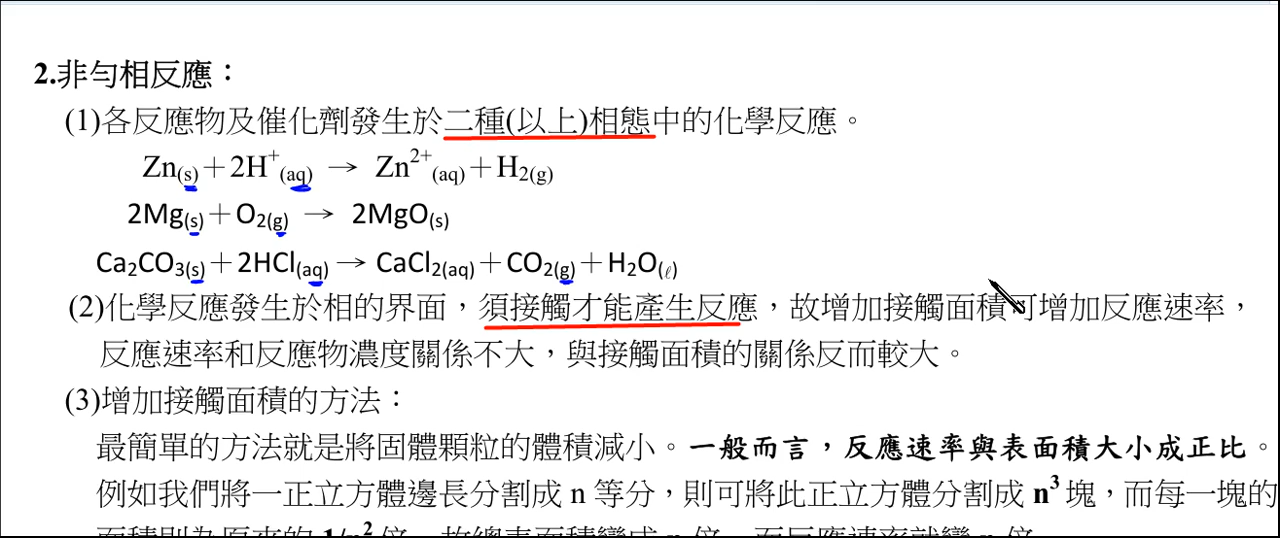 2.非勻相反應：
(1)各反應物及催化劑發生於二種(以上)相態中的化學反應。
Zn(s)＋2H⁺(aq) → Zn²⁺(aq)＋H₂(g)
2Mg(s)＋O₂(g) → 2MgO(s)
Ca₂CO₃(s)＋2HCl(aq)→CaCl₂(aq)＋CO₂(g)＋H₂O(ℓ)
(2)化學反應發生於相的界面，須接觸才能產生反應，故增加接觸面積可增加反應速率，
反應速率和反應物濃度關係不大，與接觸面積的關係反而較大。
(3)增加接觸面積的方法：
最簡單的方法就是將固體顆粒的體積減小。一般而言，反應速率與表面積大小成正比。
例如我們將一正立方體邊長分割成 n 等分，則可將此正立方體分割成 n³ 塊，而每一塊的